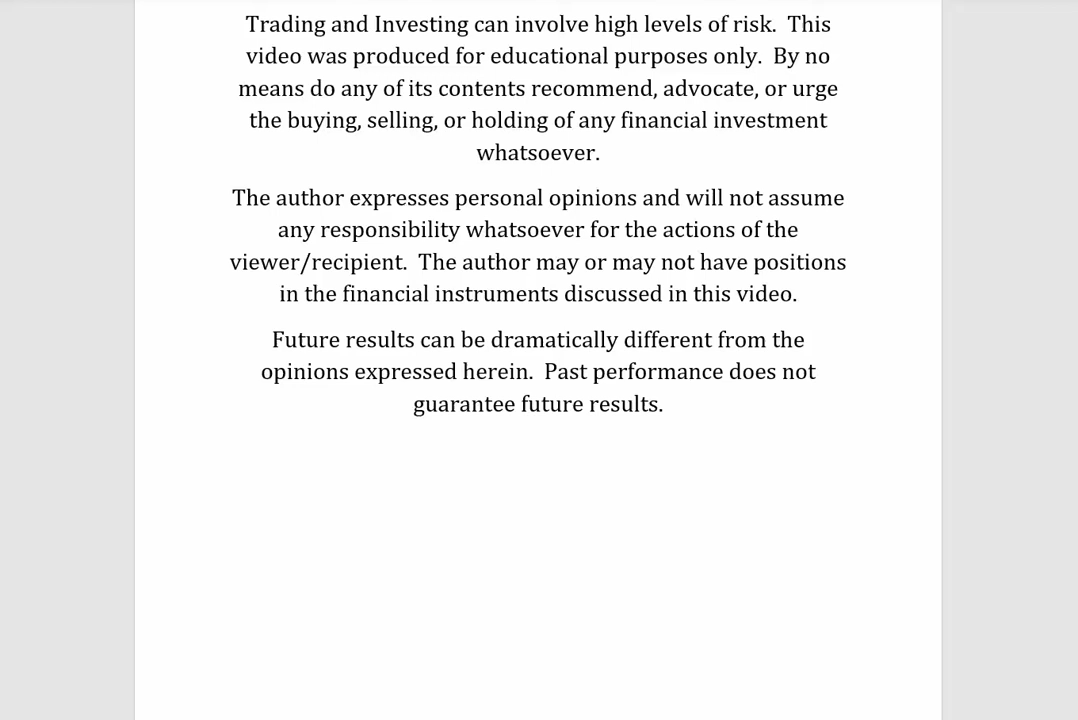 Trading and Investing can involve high levels of risk.  This
video was produced for educational purposes only.  By no
means do any of its contents recommend, advocate, or urge
the buying, selling, or holding of any financial investment
whatsoever.
The author expresses personal opinions and will not assume
any responsibility whatsoever for the actions of the
viewer/recipient.  The author may or may not have positions
in the financial instruments discussed in this video.
Future results can be dramatically different from the
opinions expressed herein.  Past performance does not
guarantee future results.